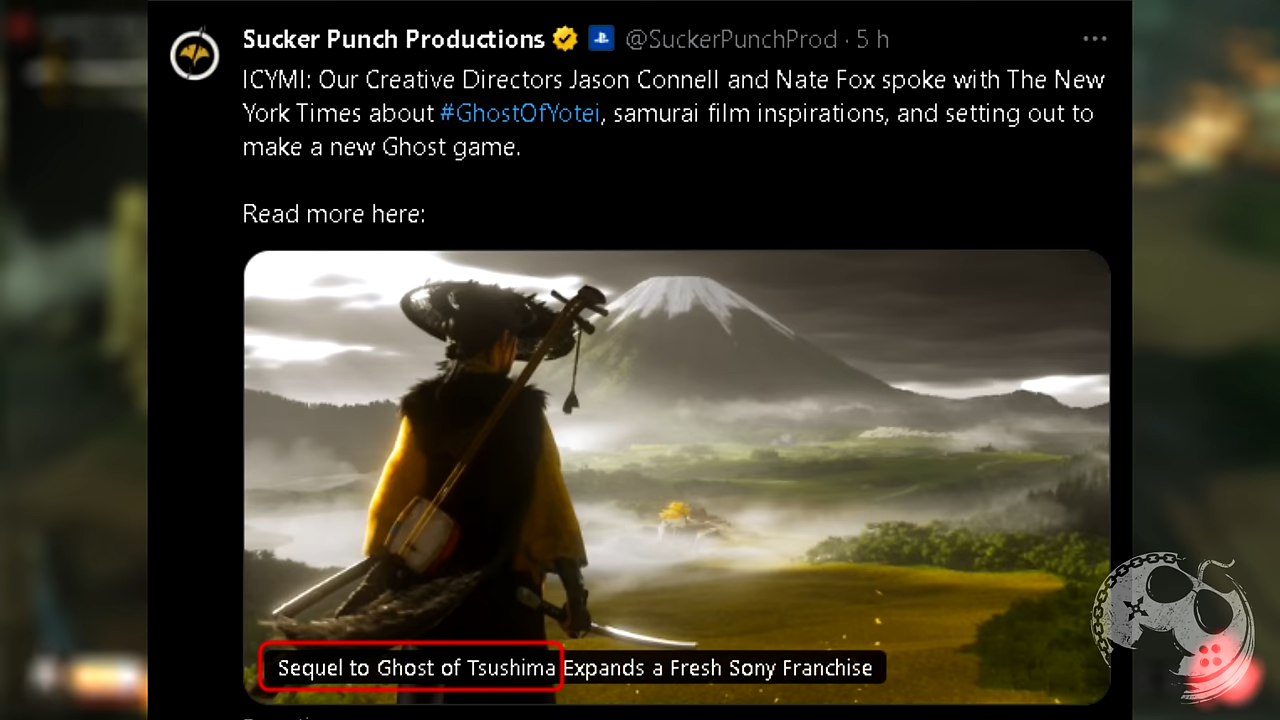 Sucker Punch Productions @SuckerPunchProd · 5 h
ICYMI: Our Creative Directors Jason Connell and Nate Fox spoke with The New
York Times about #GhostOfYotei, samurai film inspirations, and setting out to
make a new Ghost game.
Read more here:
Sequel to Ghost of Tsushima Expands a Fresh Sony Franchise